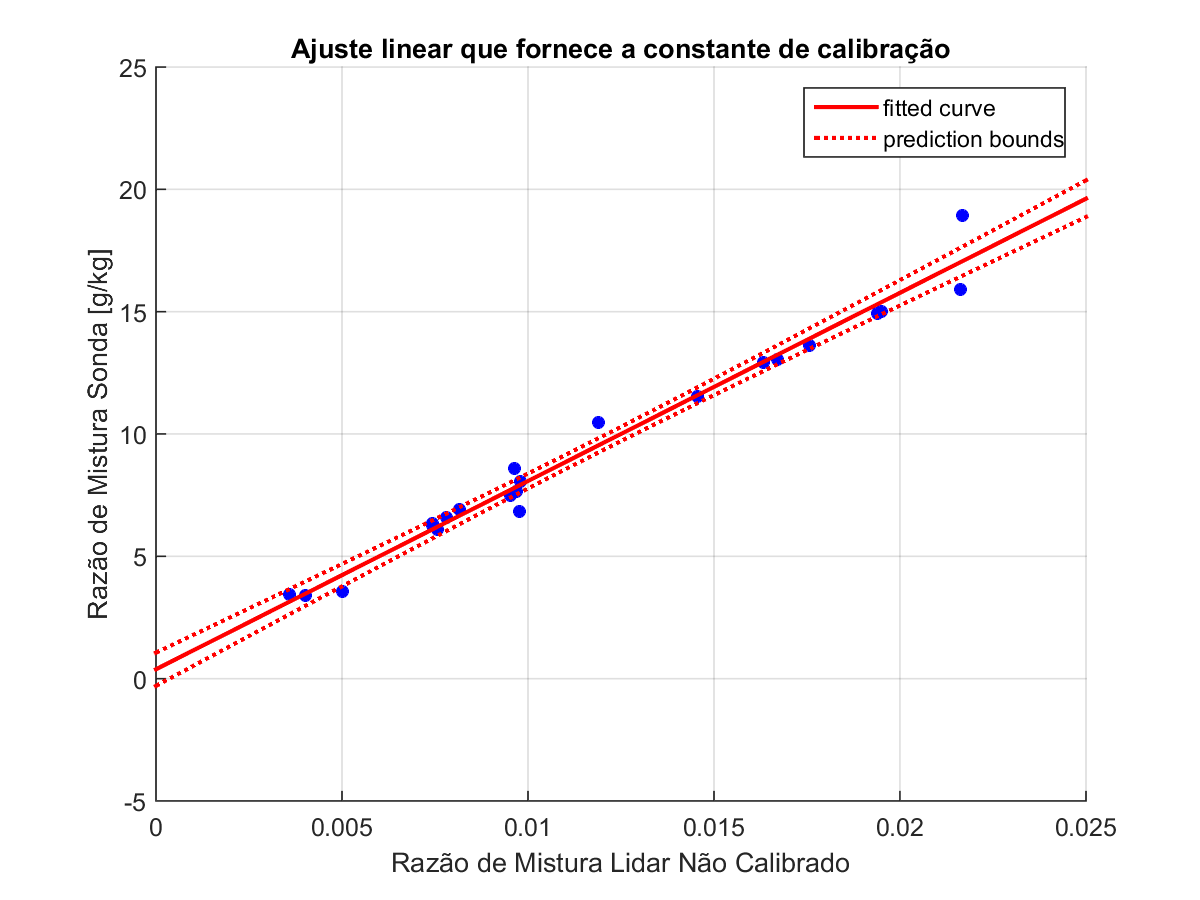 Ajuste linear que fornece a constante de calibração
fitted curve
prediction bounds
Razão de Mistura Sonda [g/kg]
25
20
15
10
5
0
-5
0
0.005
0.01
0.015
0.02
0.025
Razão de Mistura Lidar Não Calibrado